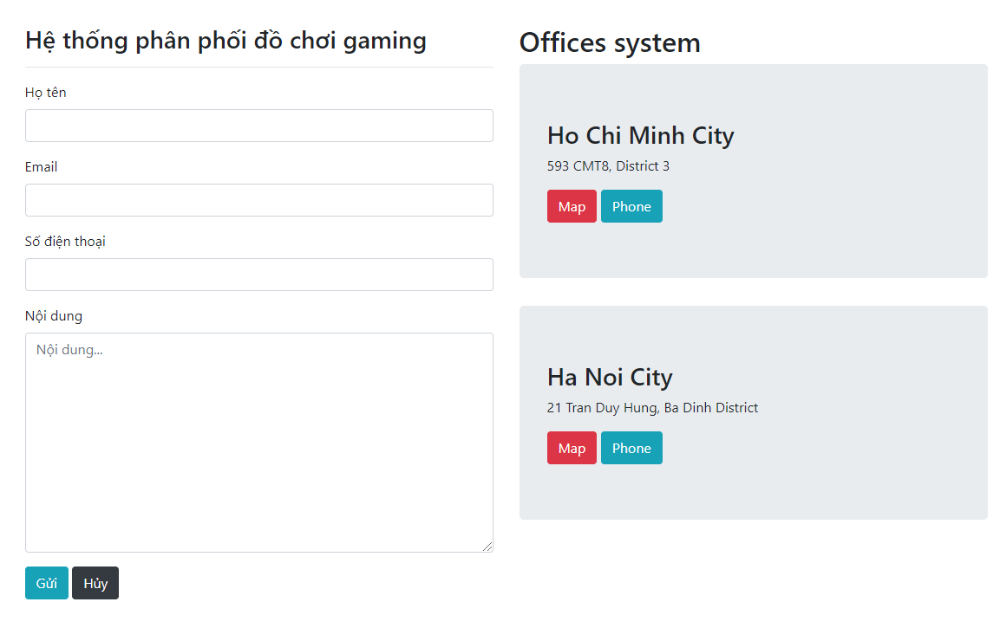 Hệ thống phân phối đồ chơi gaming
Họ tên
Email
Số điện thoại
Nội dung
Nội dung...
Gửi Hủy
Offices system
Ho Chi Minh City
593 CMT8, District 3
Map Phone
Ha Noi City
21 Tran Duy Hung, Ba Dinh District
Map Phone